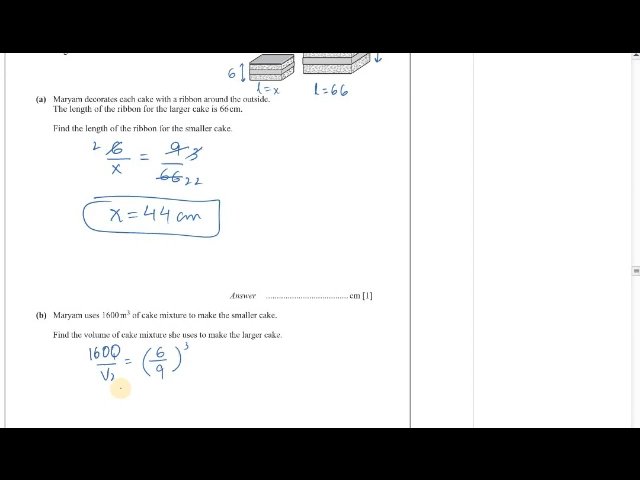 6
l=x
l=66
(a) Maryam decorates each cake with a ribbon around the outside.
The length of the ribbon for the larger cake is 66 cm.
Find the length of the ribbon for the smaller cake.
2 6/x = 9 3/66 22
x = 44 cm
Answer ..................................... cm [1]
(b) Maryam uses 1600 m³ of cake mixture to make the smaller cake.
Find the volume of cake mixture she uses to make the larger cake.
1600/V₂ = (6/9)³